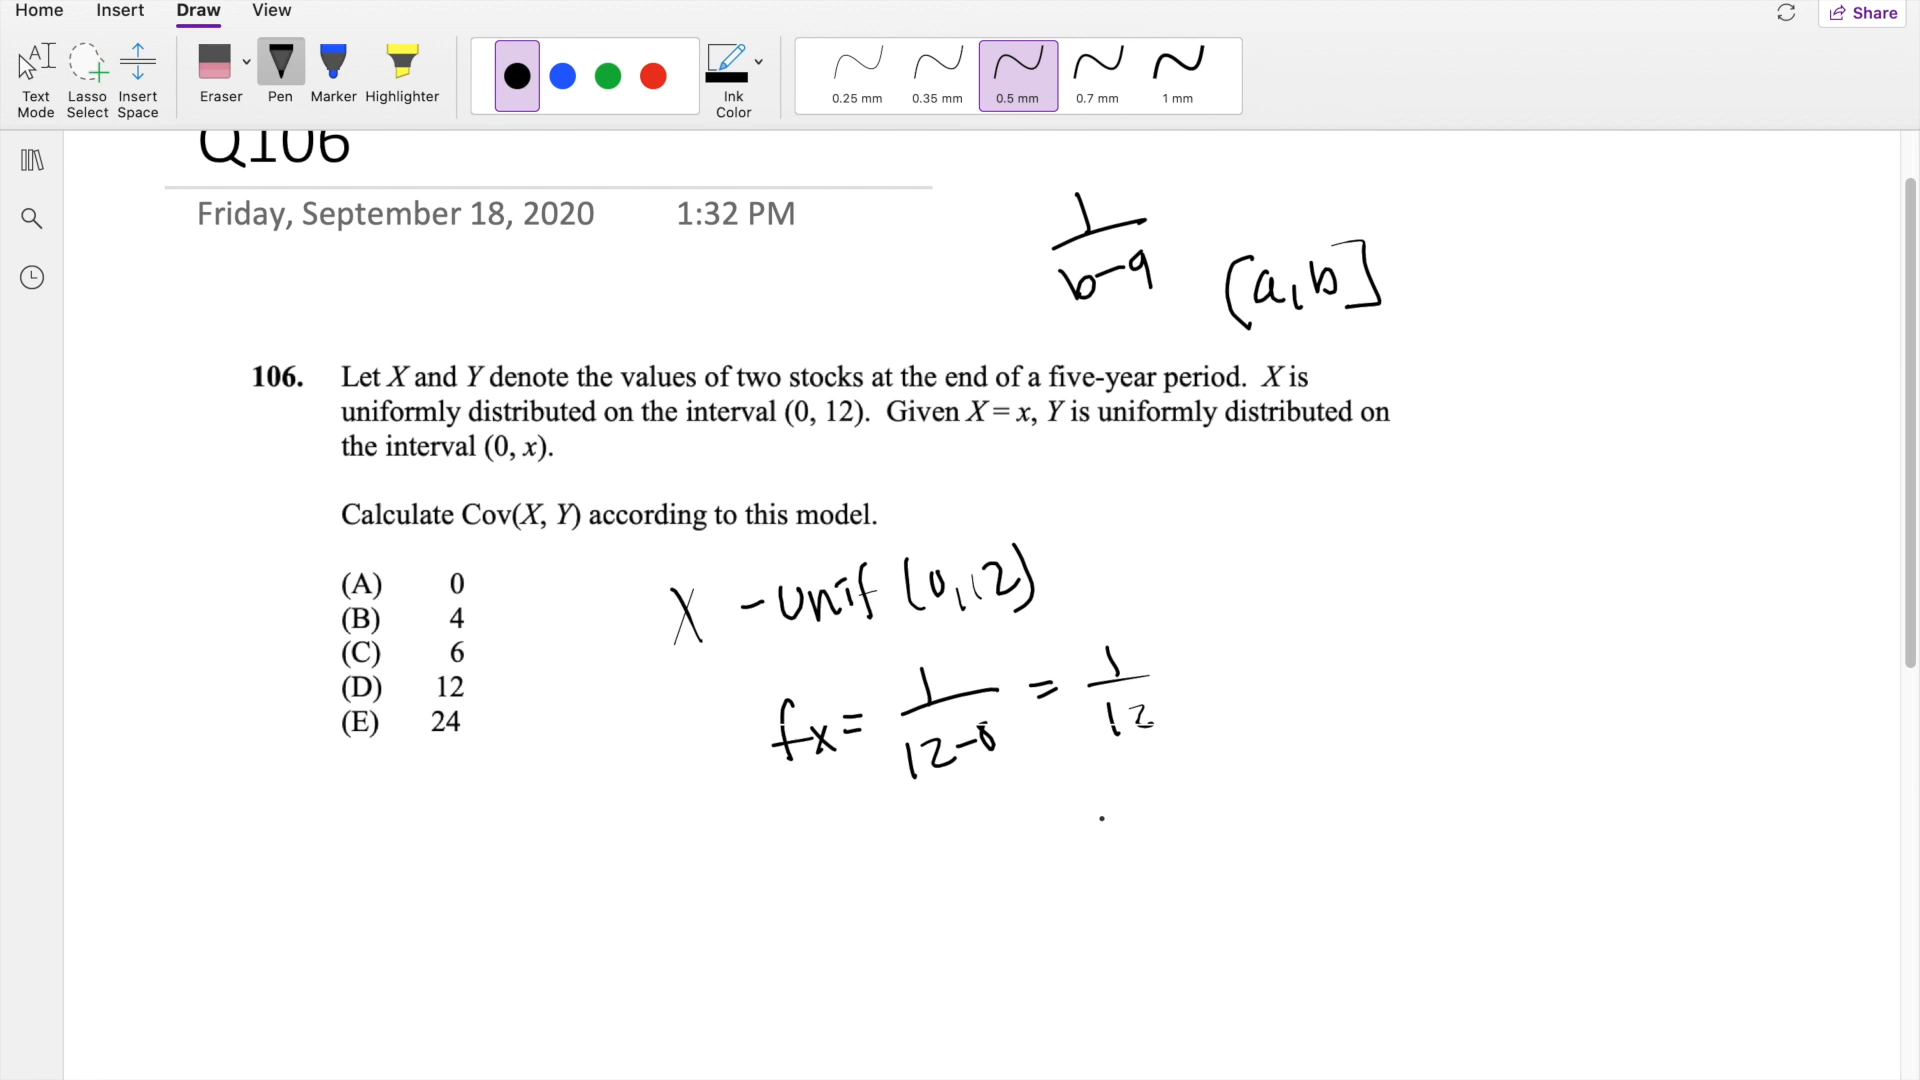 Home Insert Draw View
Share
Text Mode
Lasso Select
Insert Space
Eraser
Pen
Marker
Highlighter
Ink Color
0.25 mm
0.35 mm
0.5 mm
0.7 mm
1 mm
Q106
Friday, September 18, 2020 1:32 PM
1/(b-a) (a,b]
106. Let X and Y denote the values of two stocks at the end of a five-year period. X is
uniformly distributed on the interval (0, 12). Given X = x, Y is uniformly distributed on
the interval (0, x).
Calculate Cov(X, Y) according to this model.
(A) 0
(B) 4
(C) 6
(D) 12
(E) 24
X - unif (0,12)
fx = 1/(12-0) = 1/12